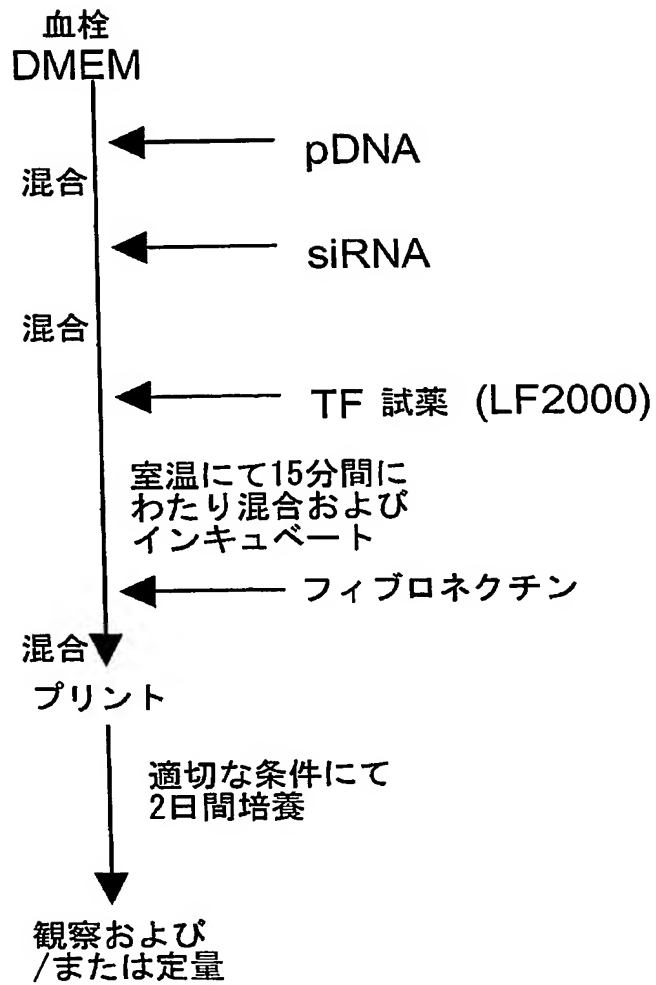 血栓
DMEM
pDNA
混合
siRNA
混合
TF 試薬 (LF2000)
室温にて15分間に
わたり混合および
インキュベート
フィブロネクチン
混合
プリント
適切な条件にて
2日間培養
観察および
/または定量